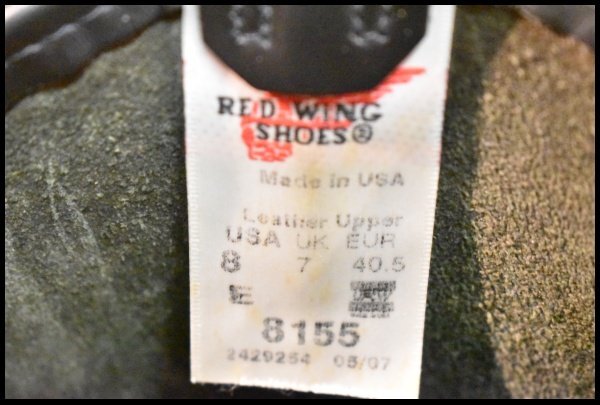 RED WING
SHOES®
Made in USA
Leather Upper
USA UK EUR
8 7 40.5
E
8155
2429254 05/07